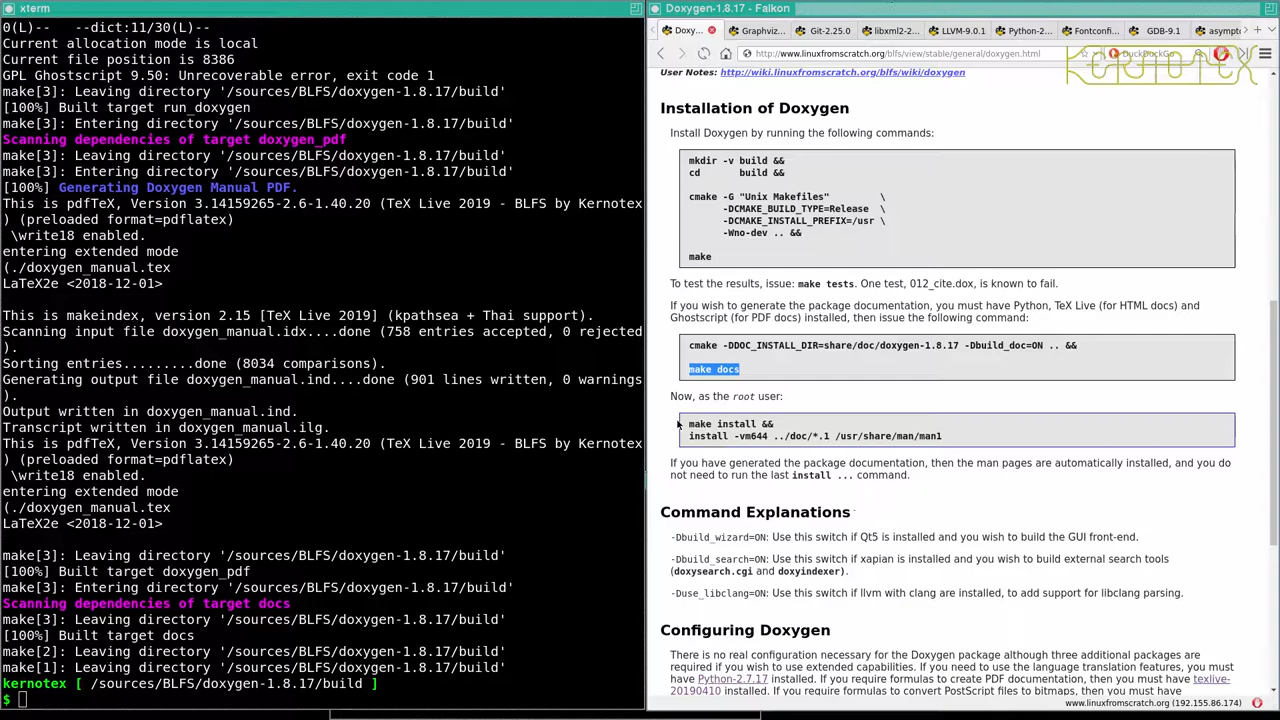 xterm
0(L)--   --dict:11/30(L)--
Current allocation mode is local
Current file position is 8386
GPL Ghostscript 9.50: Unrecoverable error, exit code 1
make[3]: Leaving directory '/sources/BLFS/doxygen-1.8.17/build'
[100%] Built target run_doxygen
make[3]: Entering directory '/sources/BLFS/doxygen-1.8.17/build'
Scanning dependencies of target doxygen_pdf
make[3]: Leaving directory '/sources/BLFS/doxygen-1.8.17/build'
make[3]: Entering directory '/sources/BLFS/doxygen-1.8.17/build'
[100%] Generating Doxygen Manual PDF.
This is pdfTeX, Version 3.14159265-2.6-1.40.20 (TeX Live 2019 - BLFS by Kernotex
) (preloaded format=pdflatex)
\write18 enabled.
entering extended mode
(./doxygen_manual.tex
LaTeX2e <2018-12-01>
This is makeindex, version 2.15 [TeX Live 2019] (kpathsea + Thai support).
Scanning input file doxygen_manual.idx....done (758 entries accepted, 0 rejected
).
Sorting entries.........done (8034 comparisons).
Generating output file doxygen_manual.ind....done (901 lines written, 0 warnings
).
Output written in doxygen_manual.ind.
Transcript written in doxygen_manual.ilg.
This is pdfTeX, Version 3.14159265-2.6-1.40.20 (TeX Live 2019 - BLFS by Kernotex
) (preloaded format=pdflatex)
\write18 enabled.
entering extended mode
(./doxygen_manual.tex
LaTeX2e <2018-12-01>
make[3]: Leaving directory '/sources/BLFS/doxygen-1.8.17/build'
[100%] Built target doxygen_pdf
make[3]: Entering directory '/sources/BLFS/doxygen-1.8.17/build'
Scanning dependencies of target docs
make[3]: Leaving directory '/sources/BLFS/doxygen-1.8.17/build'
[100%] Built target docs
make[2]: Leaving directory '/sources/BLFS/doxygen-1.8.17/build'
make[1]: Leaving directory '/sources/BLFS/doxygen-1.8.17/build'
kernotex [ /sources/BLFS/doxygen-1.8.17/build ]
$
Doxygen-1.8.17 - Falkon
Doxy... Graphviz... Git-2.25.0 libxml2-2... LLVM-9.0.1 Python-2... Fontconfi... GDB-9.1 asympt
http://www.linuxfromscratch.org/blfs/view/stable/general/doxygen.html DuckDuckGo
KERNOTEX
User Notes: http://wiki.linuxfromscratch.org/blfs/wiki/doxygen
Installation of Doxygen
Install Doxygen by running the following commands:
mkdir -v build &&
cd       build &&
cmake -G "Unix Makefiles"         \
-DCMAKE_BUILD_TYPE=Release  \
-DCMAKE_INSTALL_PREFIX=/usr \
-Wno-dev .. &&
make
To test the results, issue: make tests. One test, 012_cite.dox, is known to fail.
If you wish to generate the package documentation, you must have Python, TeX Live (for HTML docs) and
Ghostscript (for PDF docs) installed, then issue the following command:
cmake -DDOC_INSTALL_DIR=share/doc/doxygen-1.8.17 -Dbuild_doc=ON .. &&
make docs
Now, as the root user:
make install &&
install -vm644 ../doc/*.1 /usr/share/man/man1
If you have generated the package documentation, then the man pages are automatically installed, and you do
not need to run the last install ... command.
Command Explanations
-Dbuild_wizard=ON: Use this switch if Qt5 is installed and you wish to build the GUI front-end.
-Dbuild_search=ON: Use this switch if xapian is installed and you wish to build external search tools
(doxysearch.cgi and doxyindexer).
-Duse_libclang=ON: Use this switch if llvm with clang are installed, to add support for libclang parsing.
Configuring Doxygen
There is no real configuration necessary for the Doxygen package although three additional packages are
required if you wish to use extended capabilities. If you need to use the language translation features, you must
have Python-2.7.17 installed. If you require formulas to create PDF documentation, then you must have texlive-
20190410 installed. If you require formulas to convert PostScript files to bitmaps, then you must have
www.linuxfromscratch.org (192.155.86.174)